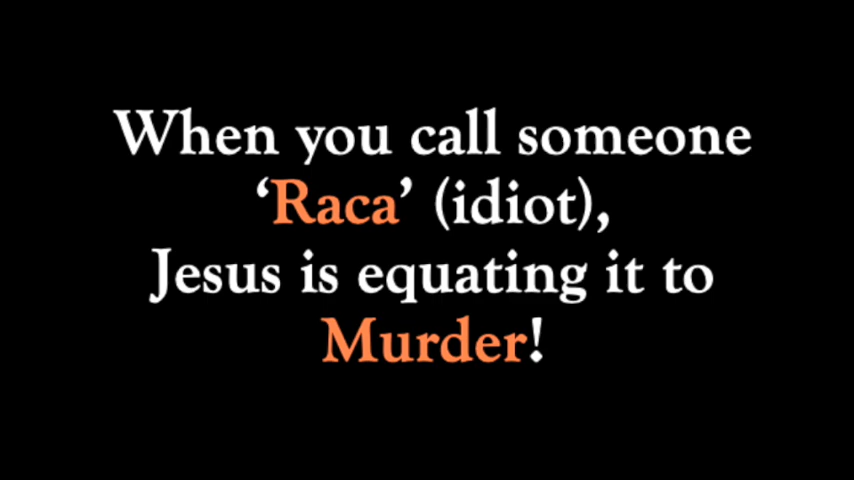 When you call someone
‘Raca’ (idiot),
Jesus is equating it to
Murder!